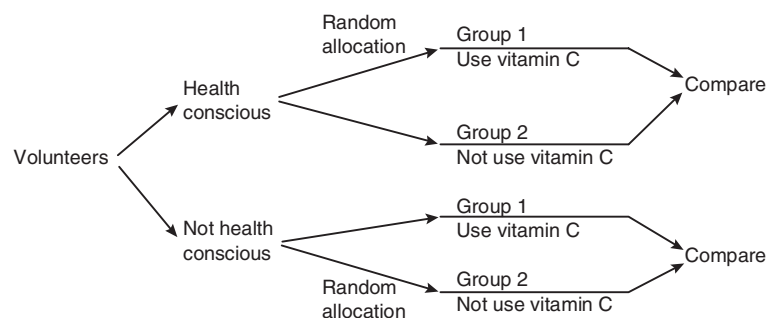 Random
allocation
Group 1
Use vitamin C
Health
conscious
Compare
Group 2
Not use vitamin C
Volunteers
Group 1
Use vitamin C
Not health
conscious
Compare
Random
allocation
Group 2
Not use vitamin C